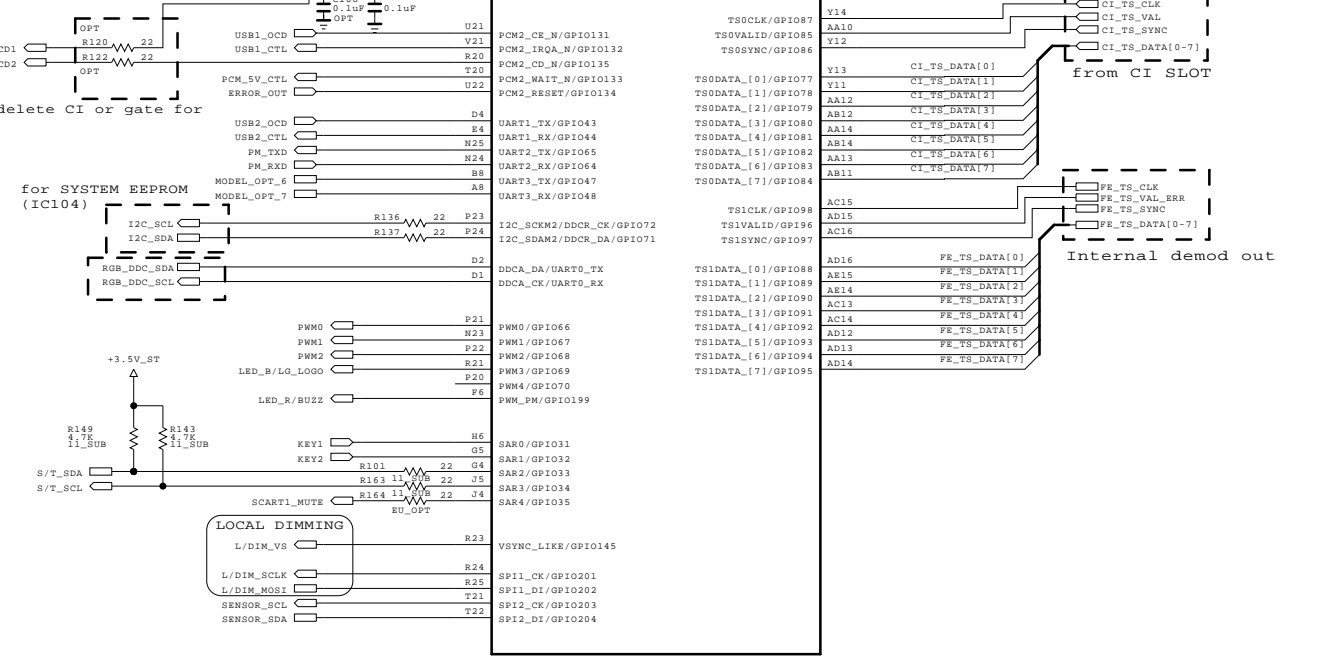 0.1uF
OPT
0.1uF
OPT
R120 22
R122 22
OPT
CD1
CD2
delete CI or gate for
USB1_OCD U21 PCM2_CE_N/GPIO131
USB1_CTL V21 PCM2_IRQA_N/GPIO132
R20 PCM2_CD_N/GPIO135
PCM_5V_CTL T20 PCM2_WAIT_N/GPIO133
ERROR_OUT U22 PCM2_RESET/GPIO134
USB2_OCD D4 UART1_TX/GPIO43
USB2_CTL E4 UART1_RX/GPIO44
PM_TXD N25 UART2_TX/GPIO65
PM_RXD N24 UART2_RX/GPIO64
MODEL_OPT_6 B8 UART3_TX/GPIO47
MODEL_OPT_7 A8 UART3_RX/GPIO48
for SYSTEM EEPROM
(IC104)
I2C_SCL R136 22 P23 I2C_SCKM2/DDCR_CK/GPIO72
I2C_SDA R137 22 P24 I2C_SDAM2/DDCR_DA/GPIO71
RGB_DDC_SDA D2 DDCA_DA/UART0_TX
RGB_DDC_SCL D1 DDCA_CK/UART0_RX
PWM0 P21 PWM0/GPIO66
PWM1 N23 PWM1/GPIO67
PWM2 P22 PWM2/GPIO68
LED_B/LG_LOGO R21 PWM3/GPIO69
P20 PWM4/GPIO70
LED_R/BUZZ F6 PWM_PM/GPIO199
+3.5V_ST
R149
4.7K
11_SUB
R143
4.7K
11_SUB
KEY1 H6 SAR0/GPIO31
KEY2 G5 SAR1/GPIO32
S/T_SDA R101 22 G4 SAR2/GPIO33
11_SUB
S/T_SCL R163 22 J5 SAR3/GPIO34
11_SUB
SCART1_MUTE R164 22 J4 SAR4/GPIO35
EU_OPT
LOCAL DIMMING
L/DIM_VS R23 VSYNC_LIKE/GPIO145
L/DIM_SCLK R24 SPI1_CK/GPIO201
L/DIM_MOSI R25 SPI1_DI/GPIO202
SENSOR_SCL T21 SPI2_CK/GPIO203
SENSOR_SDA T22 SPI2_DI/GPIO204
TS0CLK/GPIO87 Y14 CI_TS_CLK
TS0VALID/GPIO85 AA10 CI_TS_VAL
TS0SYNC/GPIO86 Y12 CI_TS_SYNC
CI_TS_DATA[0-7]
from CI SLOT
TS0DATA_[0]/GPIO77 Y13 CI_TS_DATA[0]
TS0DATA_[1]/GPIO78 Y11 CI_TS_DATA[1]
TS0DATA_[2]/GPIO79 AA12 CI_TS_DATA[2]
TS0DATA_[3]/GPIO80 AB12 CI_TS_DATA[3]
TS0DATA_[4]/GPIO81 AA14 CI_TS_DATA[4]
TS0DATA_[5]/GPIO82 AB14 CI_TS_DATA[5]
TS0DATA_[6]/GPIO83 AA13 CI_TS_DATA[6]
TS0DATA_[7]/GPIO84 AB11 CI_TS_DATA[7]
TS1CLK/GPIO98 AC15 FE_TS_CLK
TS1VALID/GPI96 AD15 FE_TS_VAL_ERR
TS1SYNC/GPIO97 AC16 FE_TS_SYNC
FE_TS_DATA[0-7]
Internal demod out
TS1DATA_[0]/GPIO88 AD16 FE_TS_DATA[0]
TS1DATA_[1]/GPIO89 AE15 FE_TS_DATA[1]
TS1DATA_[2]/GPIO90 AE14 FE_TS_DATA[2]
TS1DATA_[3]/GPIO91 AC13 FE_TS_DATA[3]
TS1DATA_[4]/GPIO92 AC14 FE_TS_DATA[4]
TS1DATA_[5]/GPIO93 AD12 FE_TS_DATA[5]
TS1DATA_[6]/GPIO94 AD13 FE_TS_DATA[6]
TS1DATA_[7]/GPIO95 AD14 FE_TS_DATA[7]